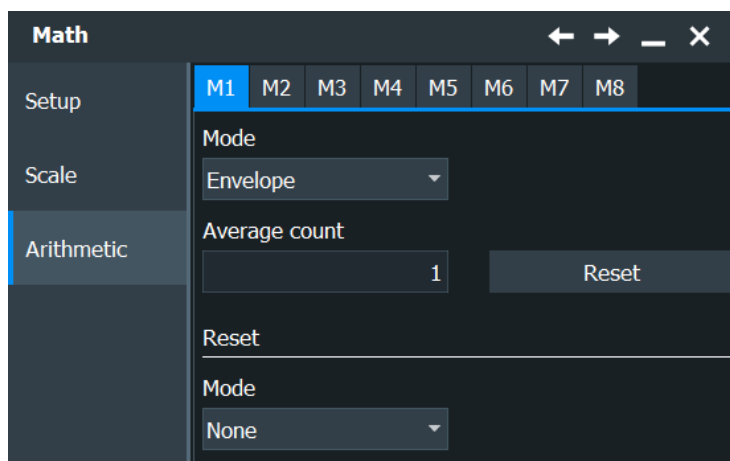 Math
Setup
Scale
Arithmetic
M1 M2 M3 M4 M5 M6 M7 M8
Mode
Envelope
Average count
1 Reset
Reset
Mode
None